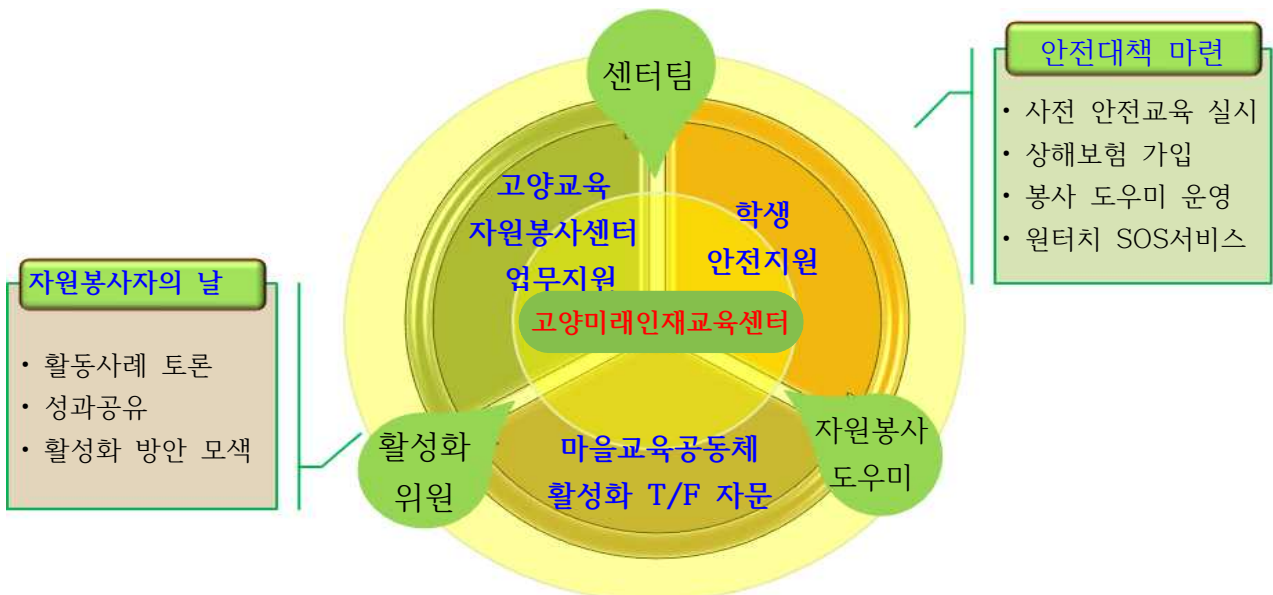 센터팀
안전대책 마련
• 사전 안전교육 실시
• 상해보험 가입
• 봉사 도우미 운영
• 원터치 SOS서비스
고양교육
자원봉사센터
업무지원
학생
안전지원
자원봉사자의 날
• 활동사례 토론
• 성과공유
• 활성화 방안 모색
고양미래인재교육센터
활성화
위원
마을교육공동체
활성화 T/F 자문
자원봉사
도우미